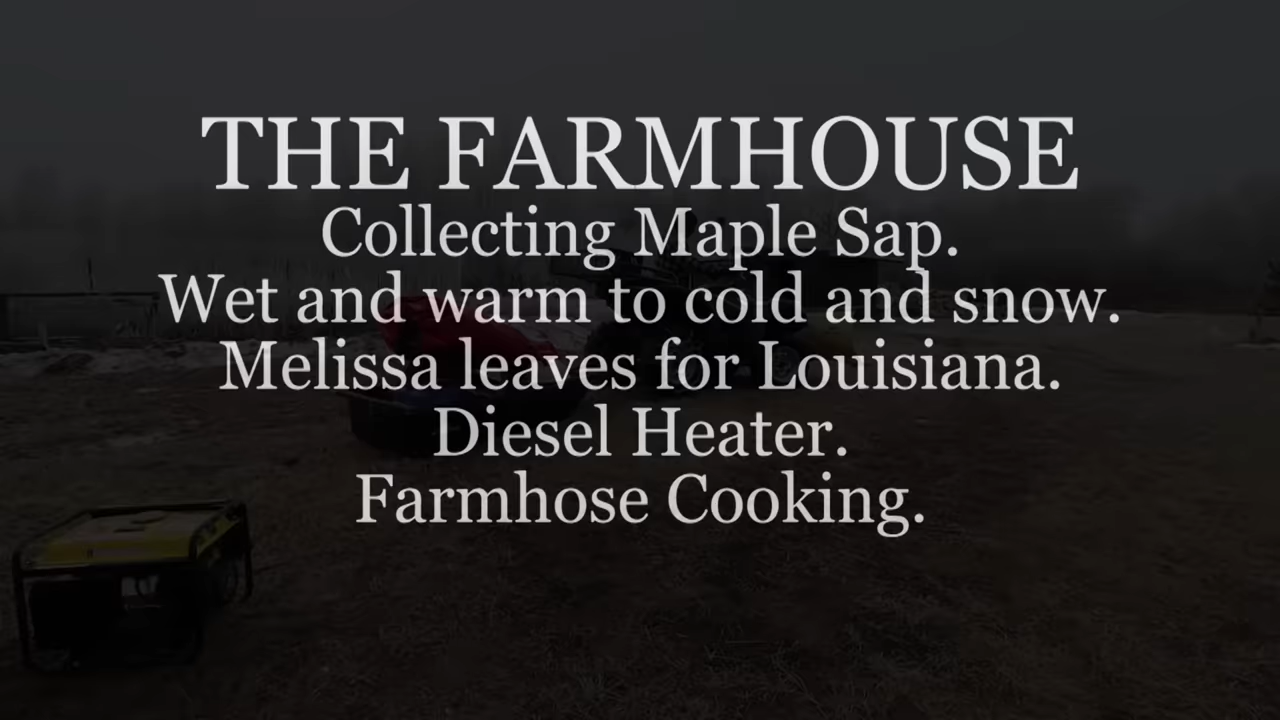 THE FARMHOUSE
Collecting Maple Sap.
Wet and warm to cold and snow.
Melissa leaves for Louisiana.
Diesel Heater.
Farmhose Cooking.